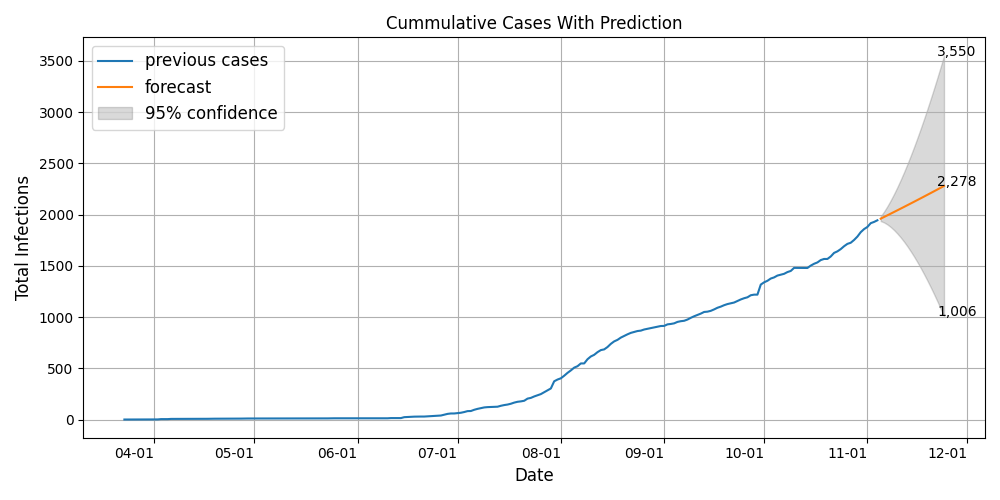 Cummulative Cases With Prediction
previous cases
forecast
95% confidence
3,550
2,278
1,006
3500
3000
2500
2000
1500
1000
500
0
Total Infections
04-01 05-01 06-01 07-01 08-01 09-01 10-01 11-01 12-01
Date